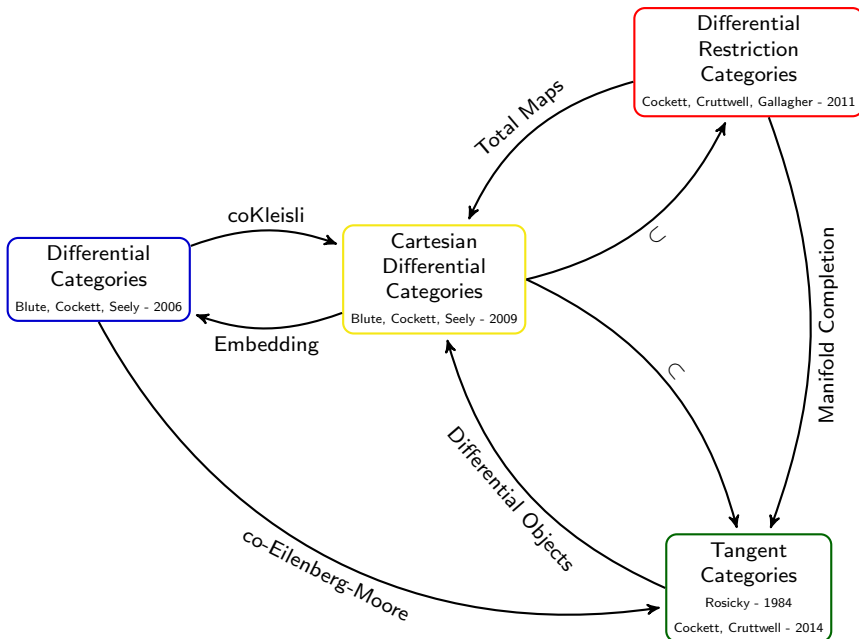 Differential
Restriction
Categories
Cockett, Cruttwell, Gallagher - 2011
Total Maps
coKleisli
Differential
Categories
Blute, Cockett, Seely - 2006
Cartesian
Differential
Categories
Blute, Cockett, Seely - 2009
⊂
Embedding
⊂
Manifold Completion
Differential Objects
co-Eilenberg-Moore
Tangent
Categories
Rosicky - 1984
Cockett, Cruttwell - 2014